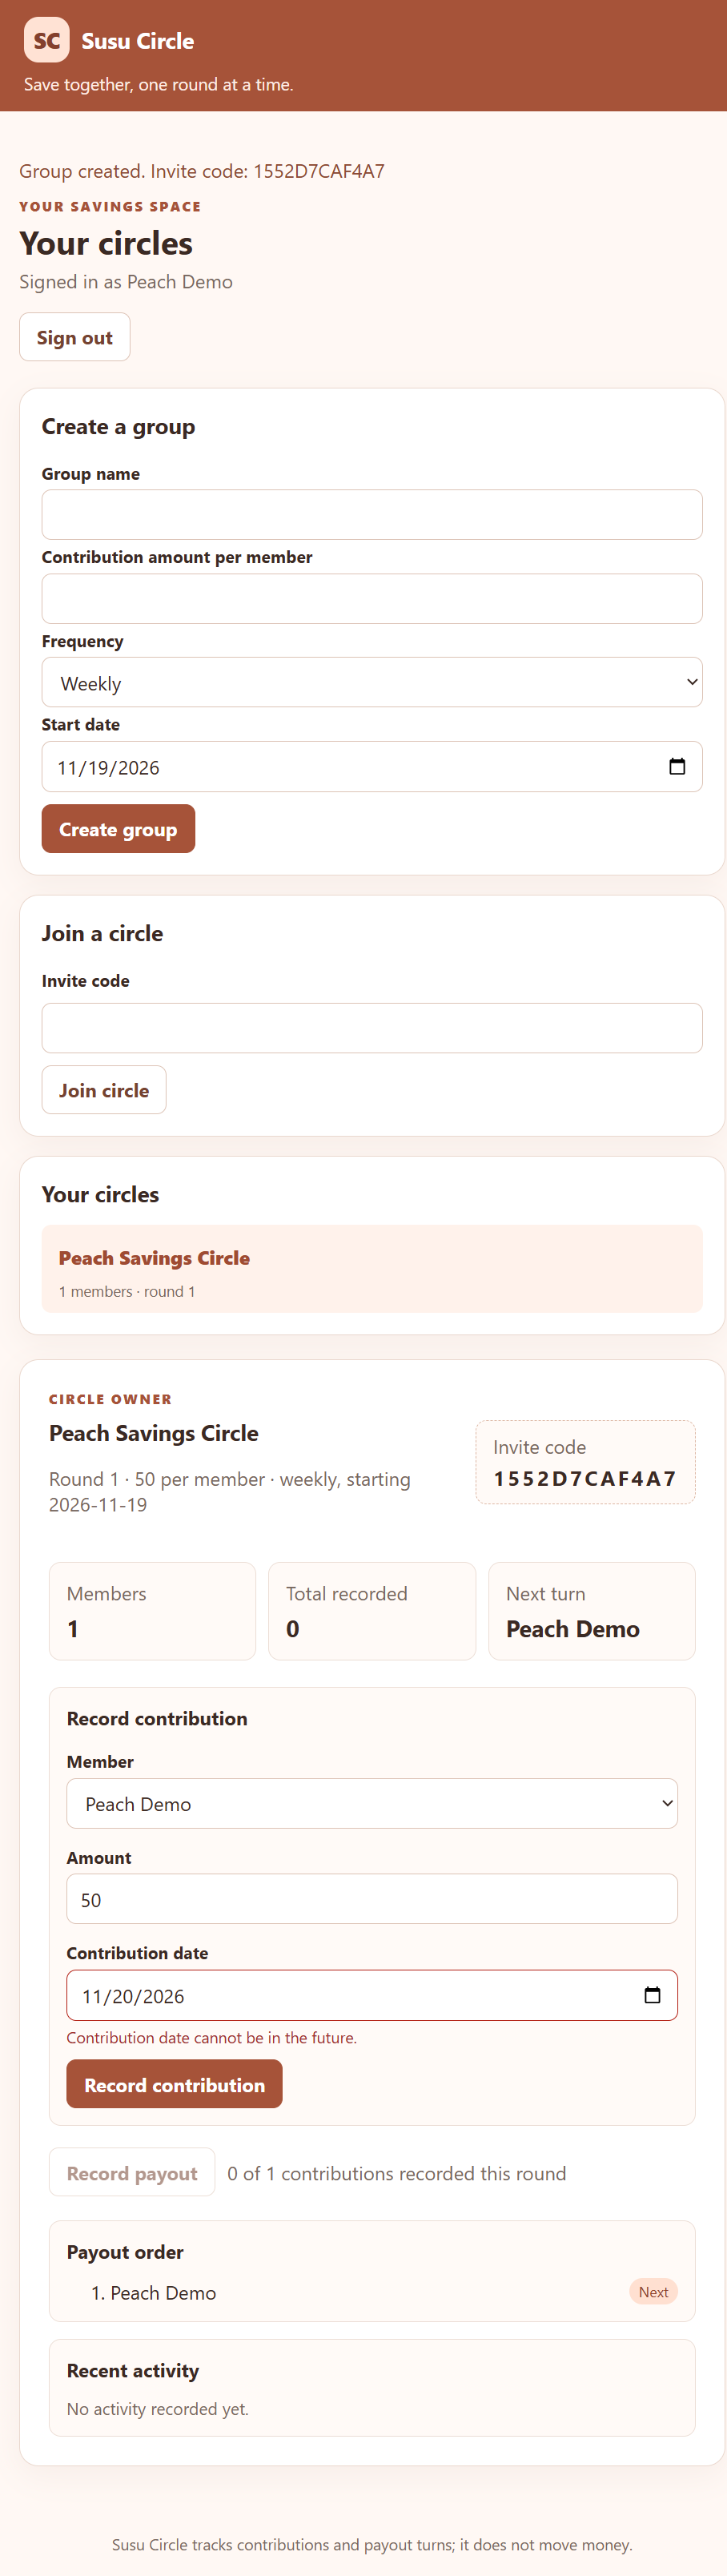 SC
Susu Circle
Save together, one round at a time.
Group created. Invite code: 1552D7CAF4A7
YOUR SAVINGS SPACE
Your circles
Signed in as Peach Demo
Sign out
Create a group
Group name
Contribution amount per member
Frequency
Weekly
Start date
11/19/2026
Create group
Join a circle
Invite code
Join circle
Your circles
Peach Savings Circle
1 members · round 1
CIRCLE OWNER
Peach Savings Circle
Round 1 · 50 per member · weekly, starting
2026-11-19
Invite code
1552D7CAF4A7
Members
1
Total recorded
0
Next turn
Peach Demo
Record contribution
Member
Peach Demo
Amount
50
Contribution date
11/20/2026
Contribution date cannot be in the future.
Record contribution
Record payout
0 of 1 contributions recorded this round
Payout order
1. Peach Demo
Next
Recent activity
No activity recorded yet.
Susu Circle tracks contributions and payout turns; it does not move money.